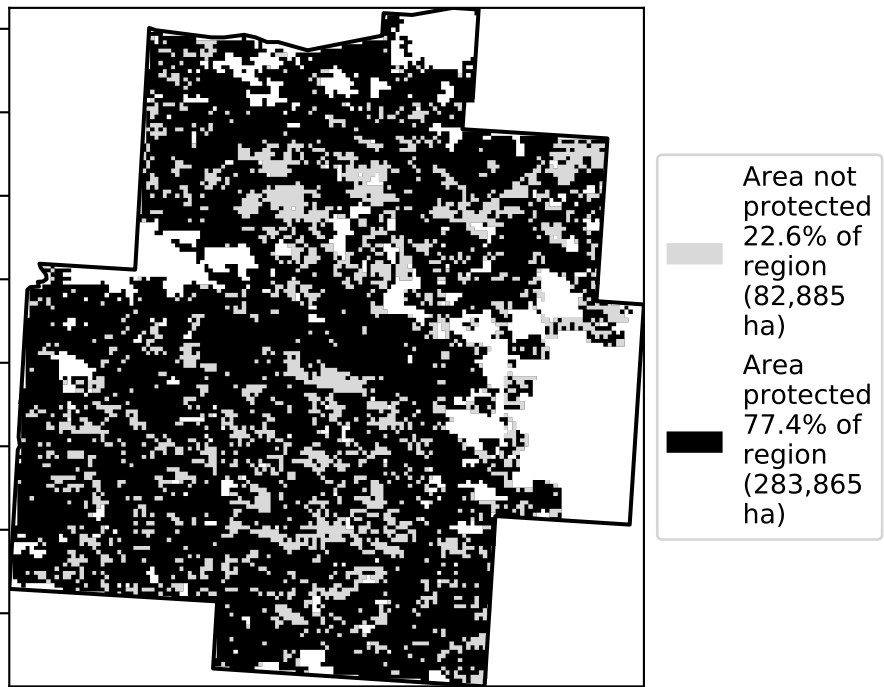 Area not
protected
22.6% of
region
(82,885
ha)
Area
protected
77.4% of
region
(283,865
ha)